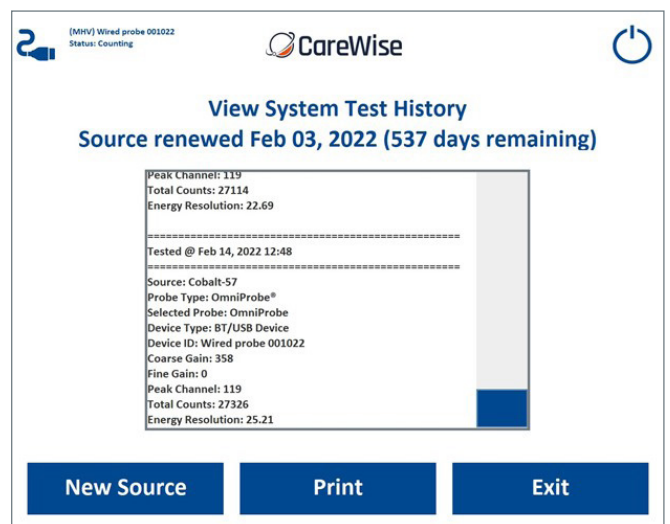 (MHV) Wired probe 001022
Status: Counting
CareWise
View System Test History
Source renewed Feb 03, 2022 (537 days remaining)
Peak Channel: 119
Total Counts: 27114
Energy Resolution: 22.69
==================================================
Tested @ Feb 14, 2022 12:48
==================================================
Source: Cobalt-57
Probe Type: OmniProbe®
Selected Probe: OmniProbe
Device Type: BT/USB Device
Device ID: Wired probe 001022
Coarse Gain: 358
Fine Gain: 0
Peak Channel: 119
Total Counts: 27326
Energy Resolution: 25.21
New Source
Print
Exit